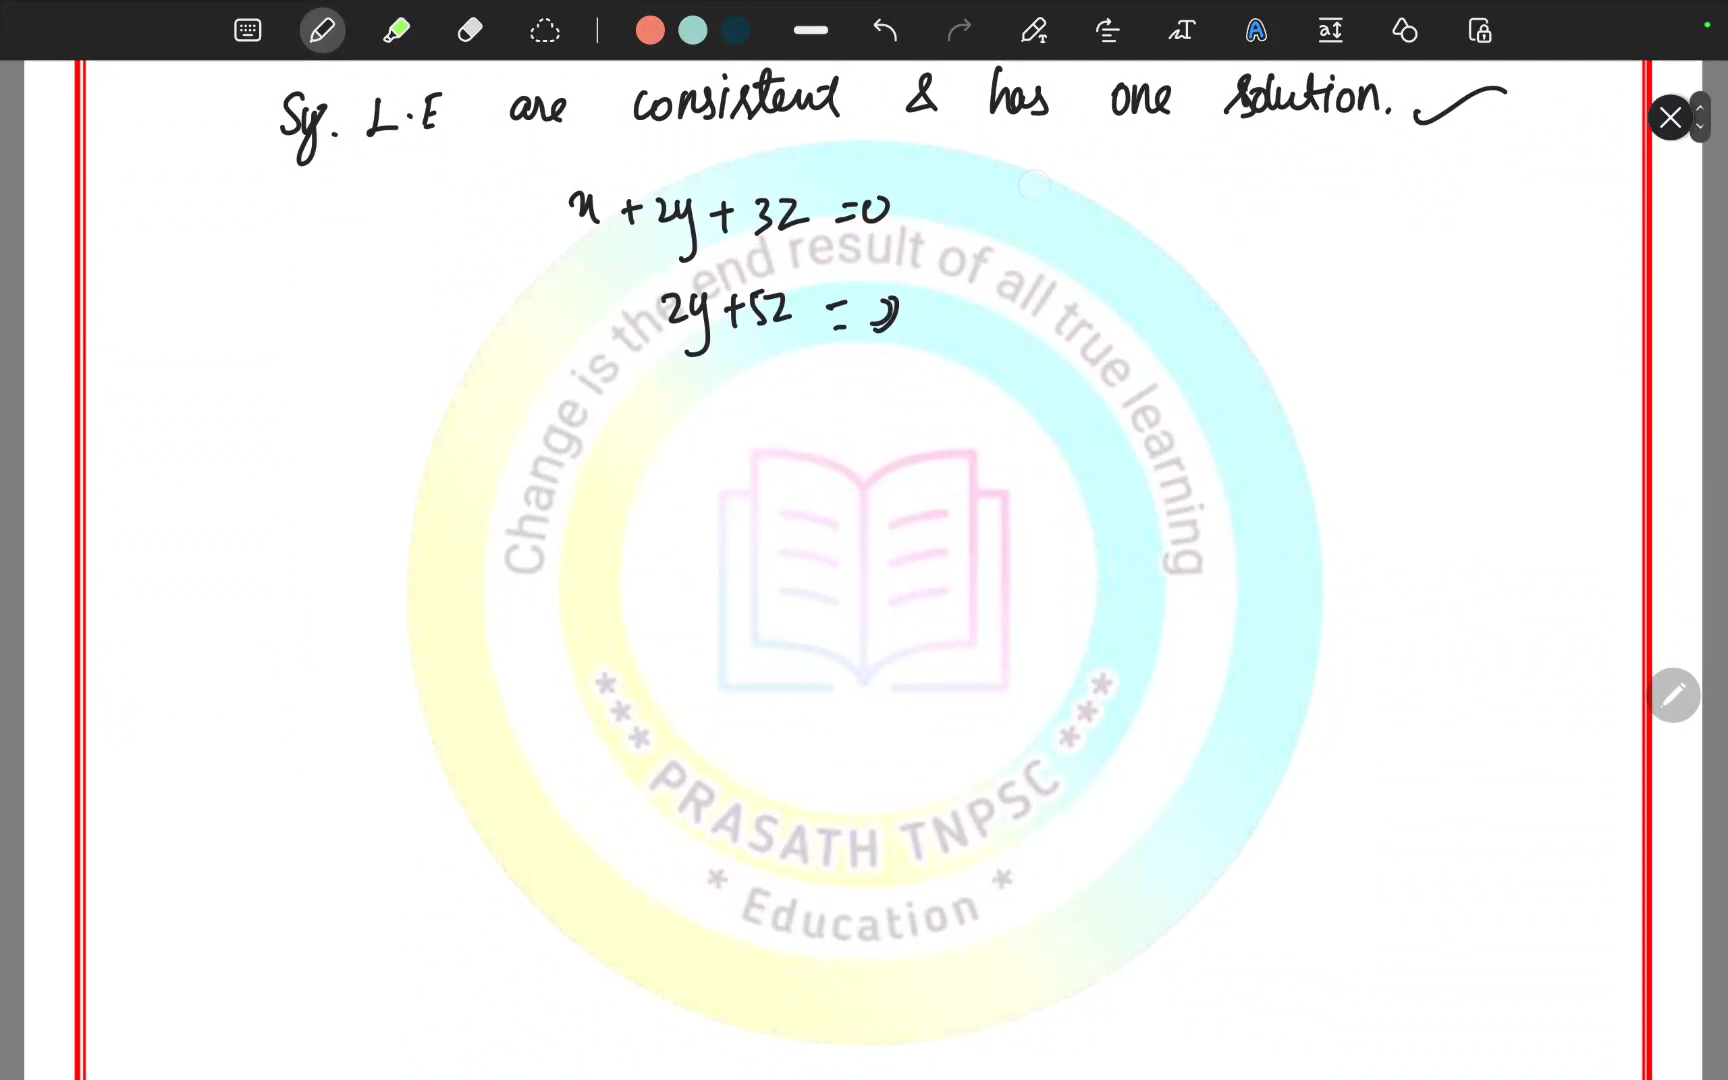 Sy. L.E are consistent & has one solution.
x + 2y + 3z = 0
2y + 5z =
Change is the end result of all true learning
*** PRASATH TNPSC ***
* Education *